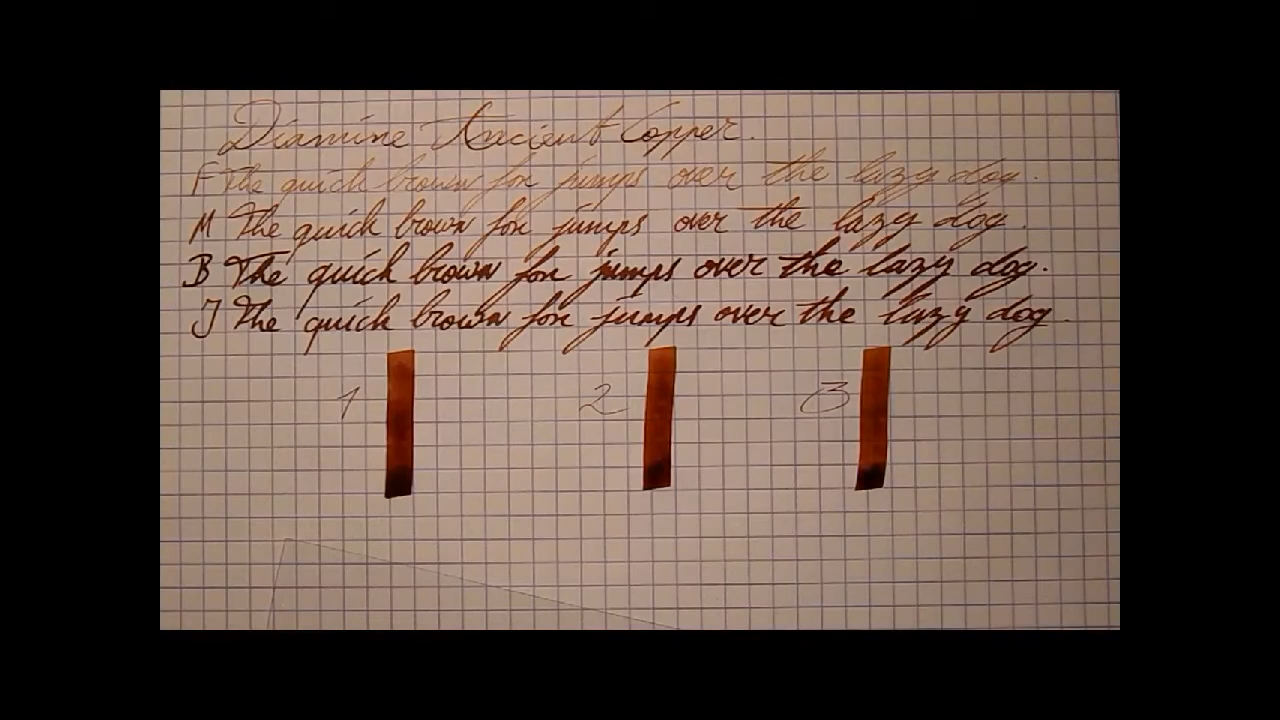 Diamine Ancient Copper.
F The quick brown fox jumps over the lazy dog.
M The quick brown fox jumps over the lazy dog.
B The quick brown fox jumps over the lazy dog.
J The quick brown fox jumps over the lazy dog.
1 2 3